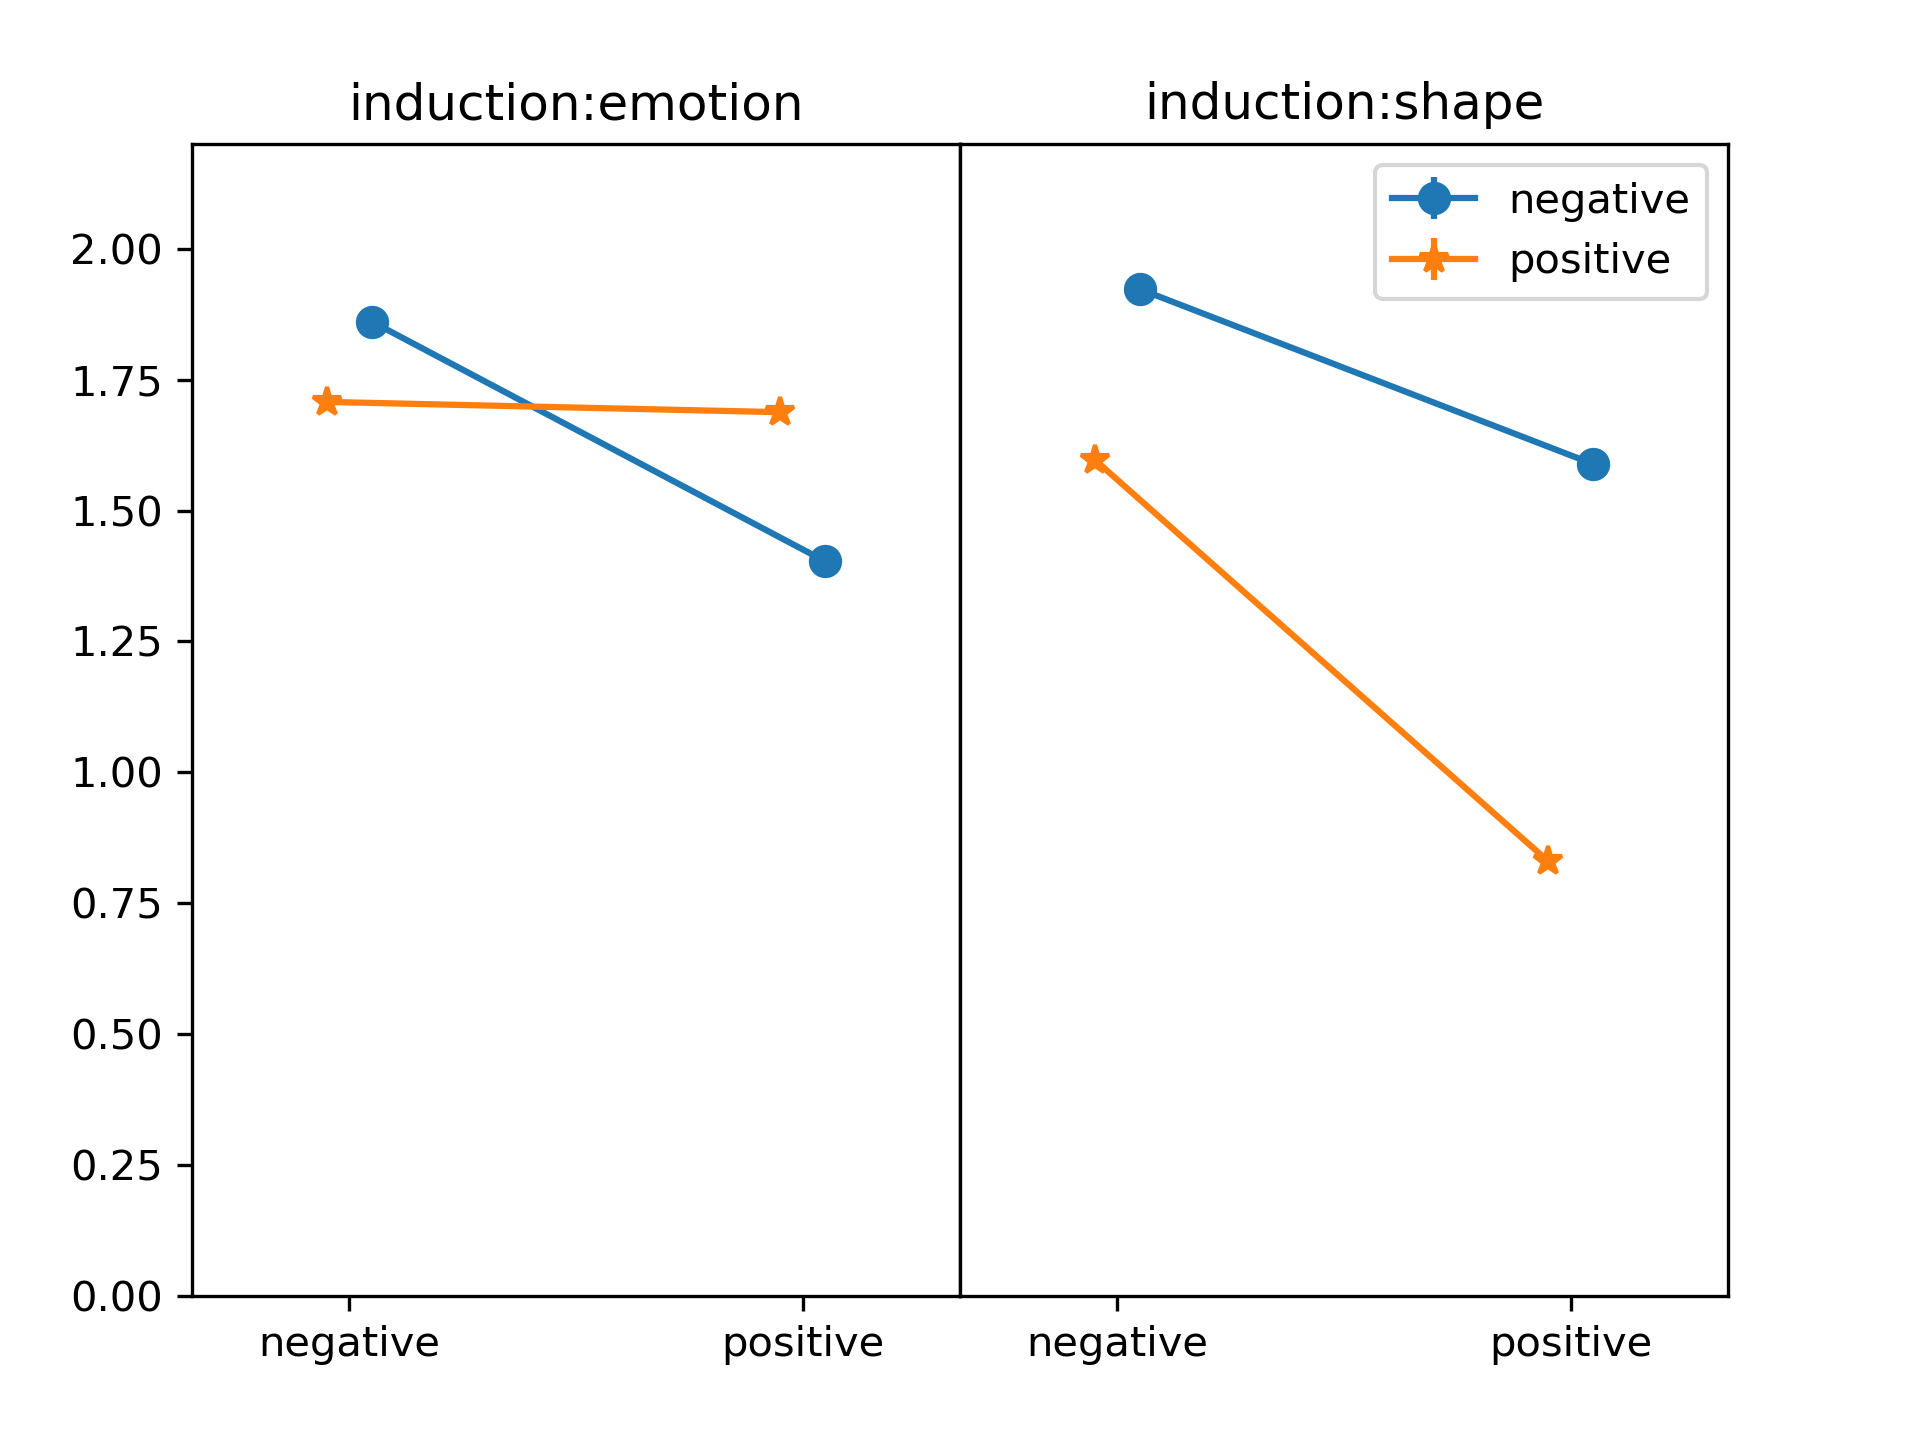 induction:emotion
induction:shape
negative
positive
2.00
1.75
1.50
1.25
1.00
0.75
0.50
0.25
0.00
negative
positive
negative
positive